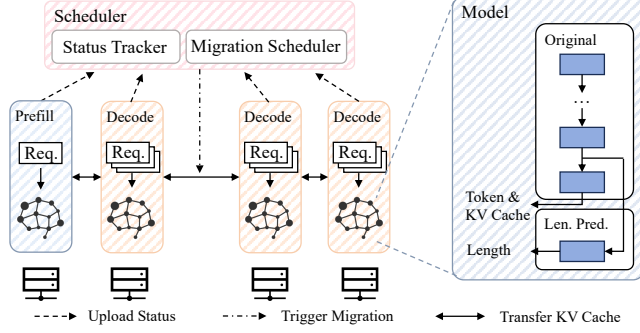 Scheduler
Status Tracker
Migration Scheduler
Prefill
Req.
Decode
Req.
Decode
Req.
Decode
Req.
Model
Original
...
Token &
KV Cache
Len. Pred.
Length
Upload Status
Trigger Migration
Transfer KV Cache